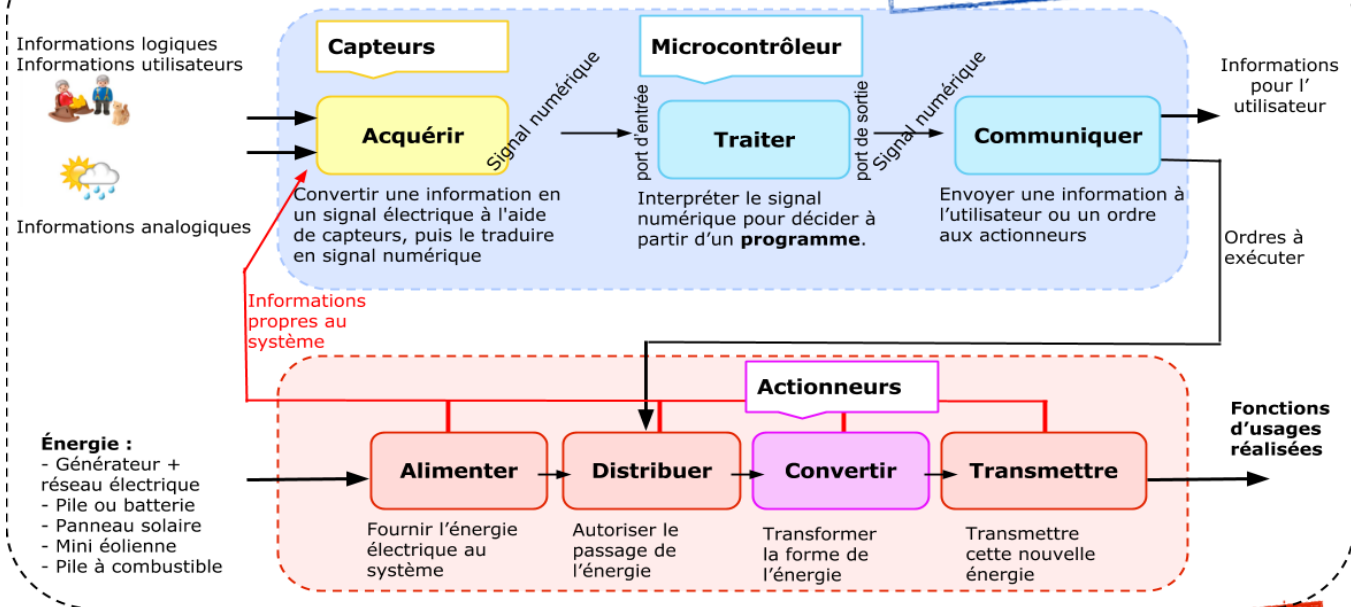 Informations logiques
Informations utilisateurs
Informations analogiques
Capteurs
Acquérir
Convertir une information en
un signal électrique à l'aide
de capteurs, puis le traduire
en signal numérique
Signal numérique
Microcontrôleur
port d'entrée
Traiter
port de sortie
Interpréter le signal
numérique pour décider à
partir d'un programme.
Signal numérique
Communiquer
Envoyer une information à
l'utilisateur ou un ordre
aux actionneurs
Informations
pour l'
utilisateur
Ordres à
exécuter
Informations
propres au
système
Actionneurs
Énergie :
- Générateur +
réseau électrique
- Pile ou batterie
- Panneau solaire
- Mini éolienne
- Pile à combustible
Alimenter
Fournir l'énergie
électrique au
système
Distribuer
Autoriser le
passage de
l'énergie
Convertir
Transformer
la forme de
l'énergie
Transmettre
Transmettre
cette nouvelle
énergie
Fonctions
d'usages
réalisées